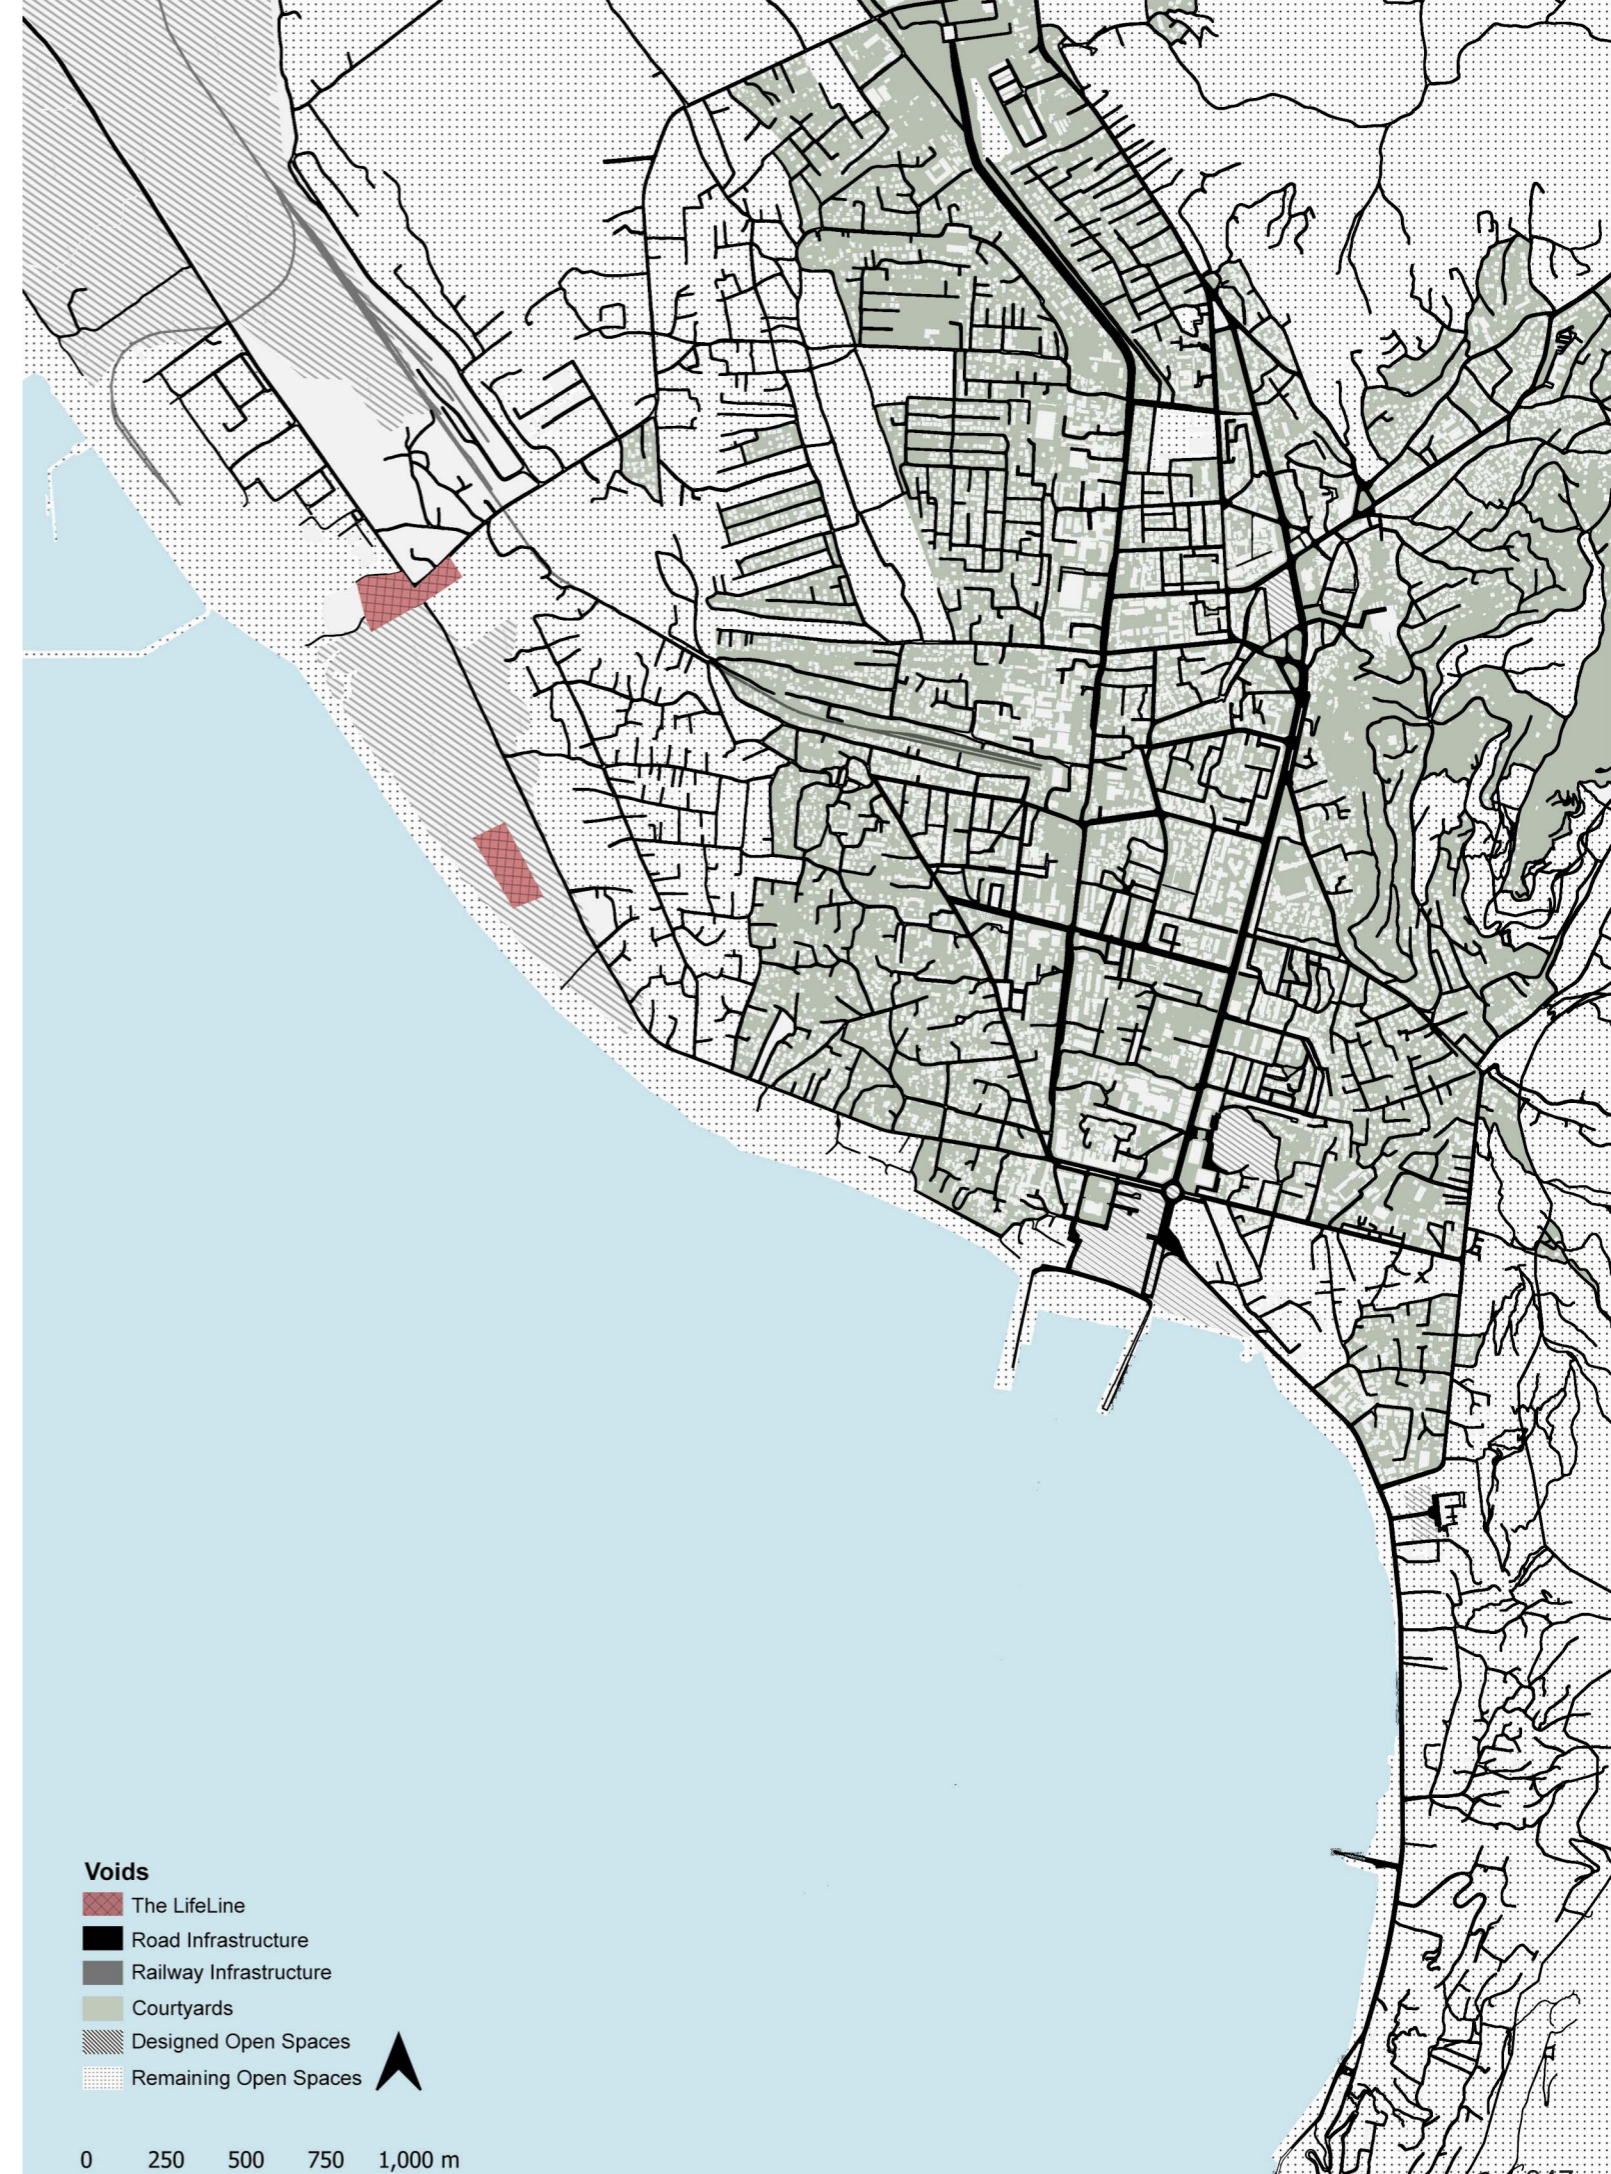 Voids
The LifeLine
Road Infrastructure
Railway Infrastructure
Courtyards
Designed Open Spaces
Remaining Open Spaces
0 250 500 750 1,000 m